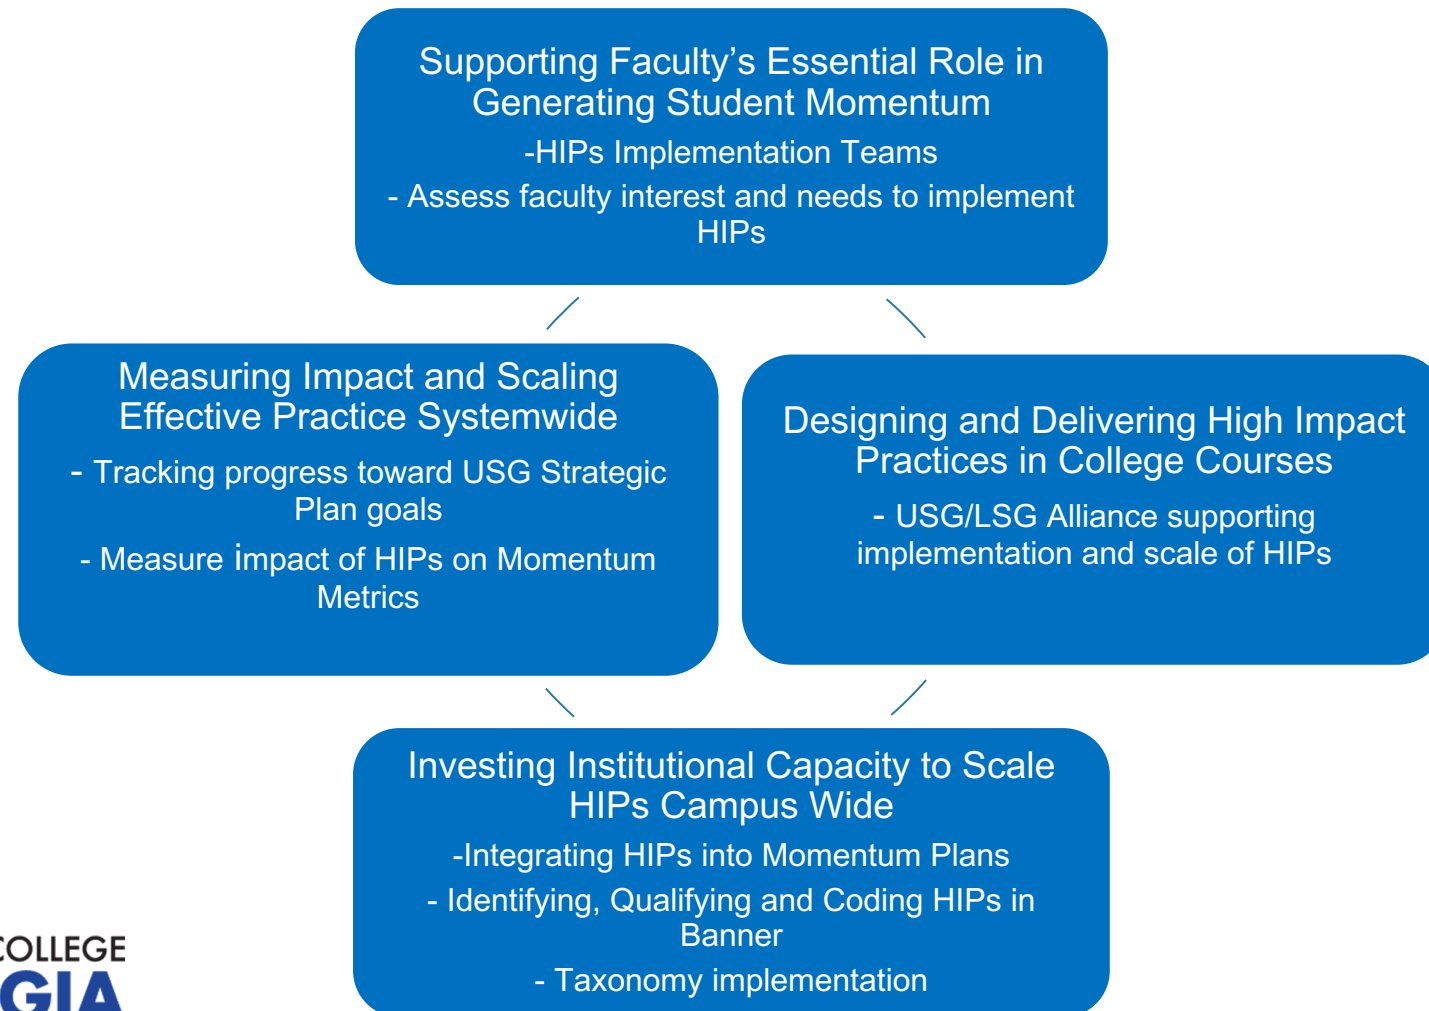 Supporting Faculty’s Essential Role in
Generating Student Momentum
-HIPs Implementation Teams
- Assess faculty interest and needs to implement
HIPs
Measuring Impact and Scaling
Effective Practice Systemwide
- Tracking progress toward USG Strategic
Plan goals
- Measure impact of HIPs on Momentum
Metrics
Designing and Delivering High Impact
Practices in College Courses
- USG/LSG Alliance supporting
implementation and scale of HIPs
Investing Institutional Capacity to Scale
HIPs Campus Wide
-Integrating HIPs into Momentum Plans
- Identifying, Qualifying and Coding HIPs in
Banner
- Taxonomy implementation
COLLEGE
GIA